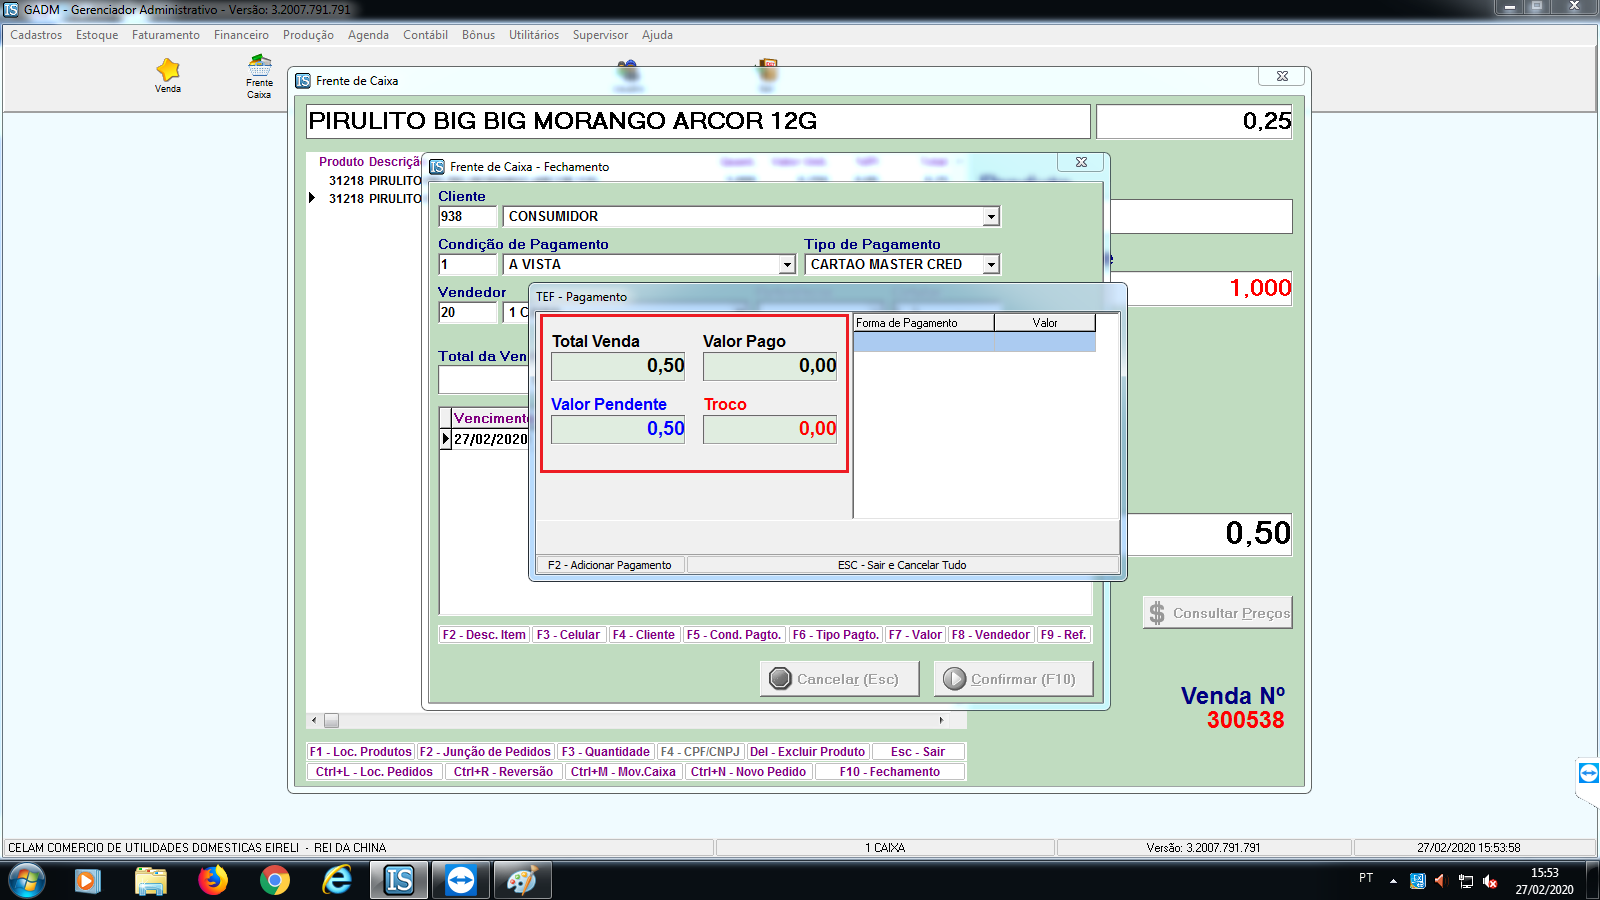 GADM - Gerenciador Administrativo - Versão: 3.2007.791.791
Cadastros Estoque Faturamento Financeiro Produção Agenda Contábil Bônus Utilitários Supervisor Ajuda
Venda
Frente
Caixa
Frente de Caixa
PIRULITO BIG BIG MORANGO ARCOR 12G
0,25
Produto Descriçã
31218 PIRULITO
31218 PIRULITO
1,000
0,50
Consultar Preços
Venda Nº
300538
Frente de Caixa - Fechamento
Cliente
938 CONSUMIDOR
Condição de Pagamento Tipo de Pagamento
1 A VISTA CARTAO MASTER CRED
Vendedor
20 1 C
Total da Ven
Vencimento
27/02/2020
TEF - Pagamento
Total Venda Valor Pago
0,50 0,00
Valor Pendente Troco
0,50 0,00
Forma de Pagamento Valor
F2 - Adicionar Pagamento ESC - Sair e Cancelar Tudo
F2 - Desc. Item F3 - Celular F4 - Cliente F5 - Cond. Pagto. F6 - Tipo Pagto. F7 - Valor F8 - Vendedor F9 - Ref.
Cancelar (Esc) Confirmar (F10)
F1 - Loc. Produtos F2 - Junção de Pedidos F3 - Quantidade F4 - CPF/CNPJ Del - Excluir Produto Esc - Sair
Ctrl+L - Loc. Pedidos Ctrl+R - Reversão Ctrl+M - Mov.Caixa Ctrl+N - Novo Pedido F10 - Fechamento
CELAM COMERCIO DE UTILIDADES DOMESTICAS EIRELI - REI DA CHINA 1 CAIXA Versão: 3.2007.791.791 27/02/2020 15:53:58
IS
PT
15:53
27/02/2020